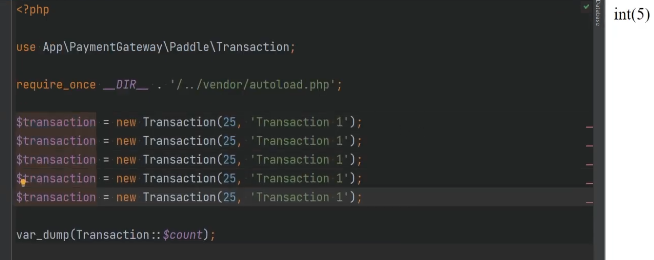 <?php
use App\PaymentGateway\Paddle\Transaction;
require_once __DIR__ . '/../vendor/autoload.php';
$transaction = new Transaction(25, 'Transaction 1');
$transaction = new Transaction(25, 'Transaction 1');
$transaction = new Transaction(25, 'Transaction 1');
$transaction = new Transaction(25, 'Transaction 1');
$transaction = new Transaction(25, 'Transaction 1');
var_dump(Transaction::$count);
Database
int(5)